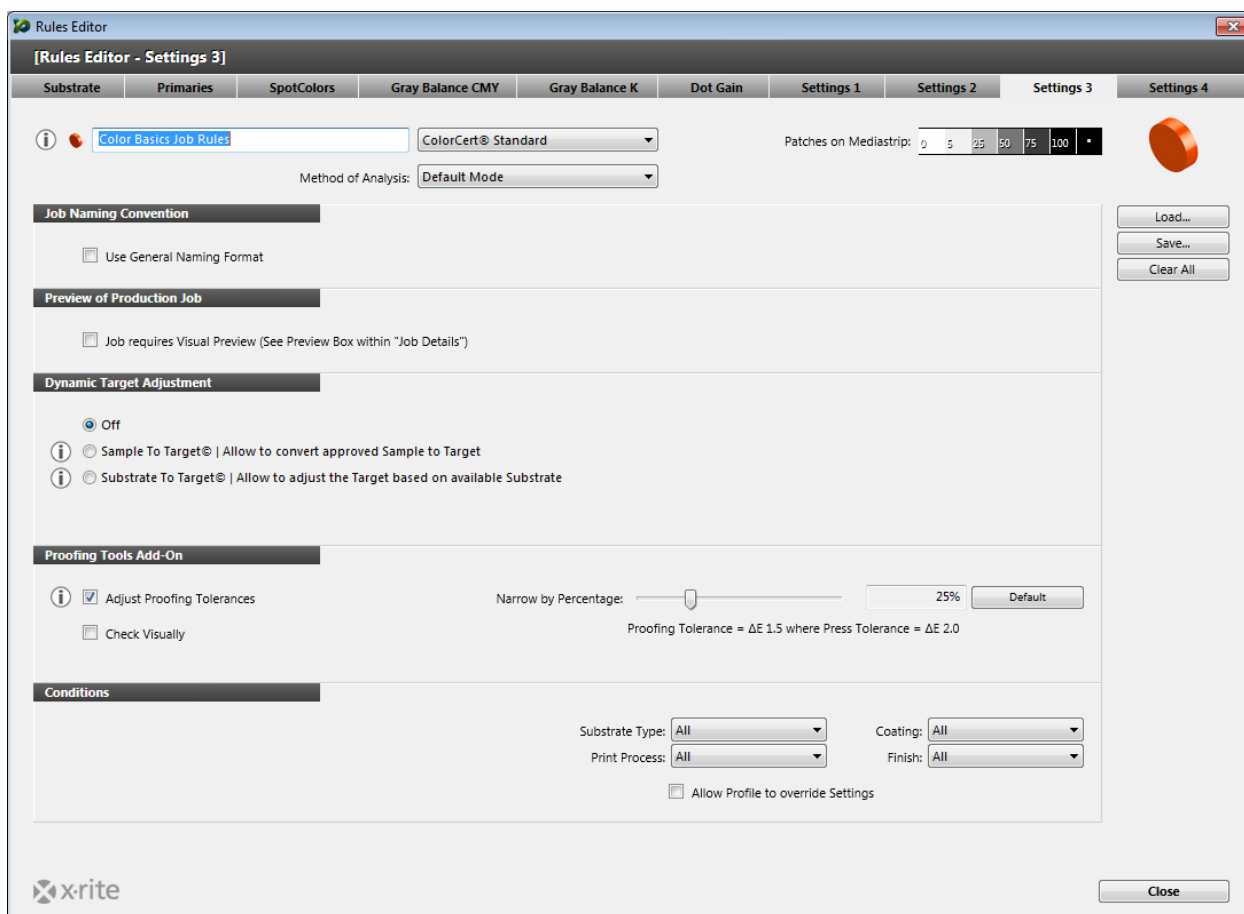 Rules Editor
[Rules Editor - Settings 3]
Substrate Primaries SpotColors Gray Balance CMY Gray Balance K Dot Gain Settings 1 Settings 2 Settings 3 Settings 4
Color Basics Job Rules ColorCert® Standard Patches on Mediastrip: 0 5 25 50 75 100 *
Method of Analysis: Default Mode
Job Naming Convention
Load...
Save...
Clear All
Use General Naming Format
Preview of Production Job
Job requires Visual Preview (See Preview Box within "Job Details")
Dynamic Target Adjustment
Off
Sample To Target© | Allow to convert approved Sample to Target
Substrate To Target© | Allow to adjust the Target based on available Substrate
Proofing Tools Add-On
Adjust Proofing Tolerances Narrow by Percentage: 25% Default
Check Visually Proofing Tolerance = ΔE 1.5 where Press Tolerance = ΔE 2.0
Conditions
Substrate Type: All Coating: All
Print Process: All Finish: All
Allow Profile to override Settings
x·rite Close